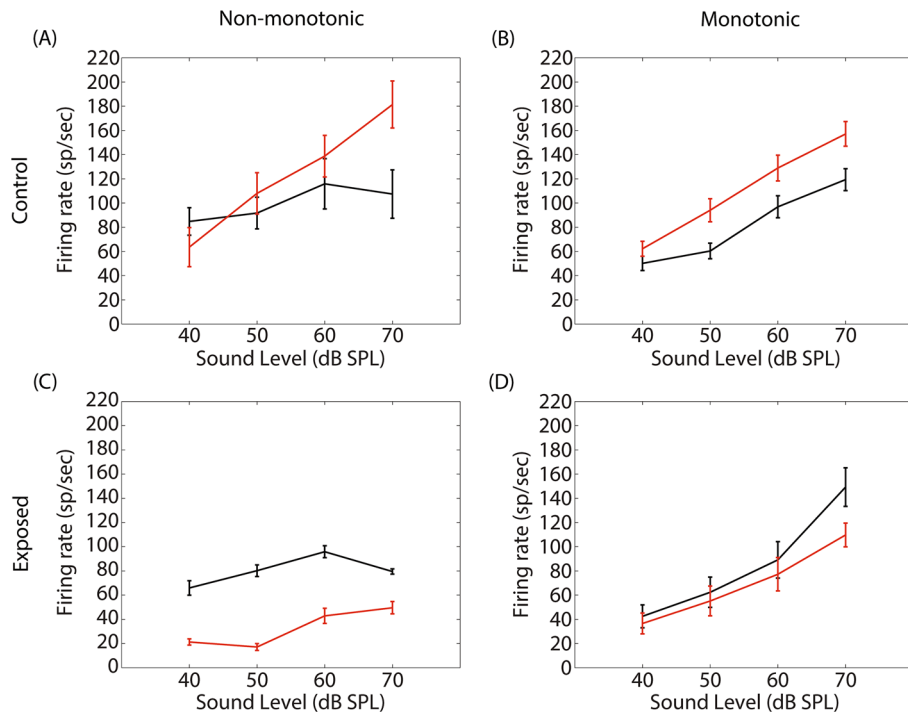 Non-monotonic
Monotonic
(A)
(B)
Control
Firing rate (sp/sec)
220
200
180
160
140
120
100
80
60
40
20
0
40 50 60 70
Sound Level (dB SPL)
Firing rate (sp/sec)
220
200
180
160
140
120
100
80
60
40
20
0
40 50 60 70
Sound Level (dB SPL)
(C)
(D)
Exposed
Firing rate (sp/sec)
220
200
180
160
140
120
100
80
60
40
20
0
40 50 60 70
Sound Level (dB SPL)
Firing rate (sp/sec)
220
200
180
160
140
120
100
80
60
40
20
0
40 50 60 70
Sound Level (dB SPL)